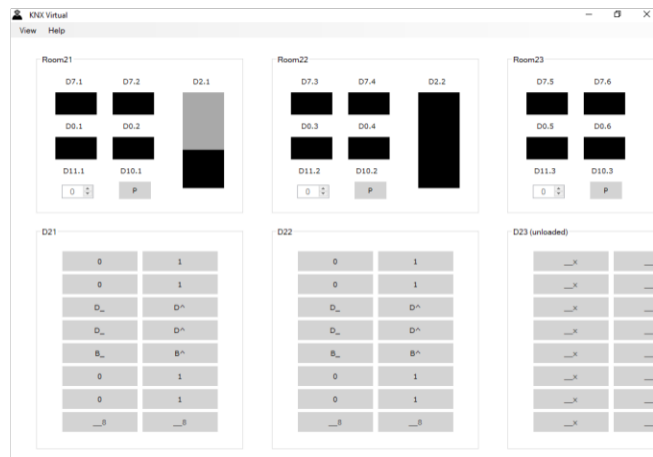 KNX Virtual
View Help
Room21 Room22 Room23
D7.1 D7.2 D2.1 D7.3 D7.4 D2.2 D7.5 D7.6
D0.1 D0.2 D0.3 D0.4 D0.5 D0.6
D11.1 D10.1 D11.2 D10.2 D11.3 D10.3
0 P 0 P 0 P
D21 D22 D23 (unloaded)
0 1 0 1 __X
0 1 0 1 __X
D_ D^ D_ D^ __X
D_ D^ D_ D^ __X
B_ B^ B_ B^ __X
0 1 0 1 __X
0 1 0 1 __X
__8 __8 __8 __8 __X